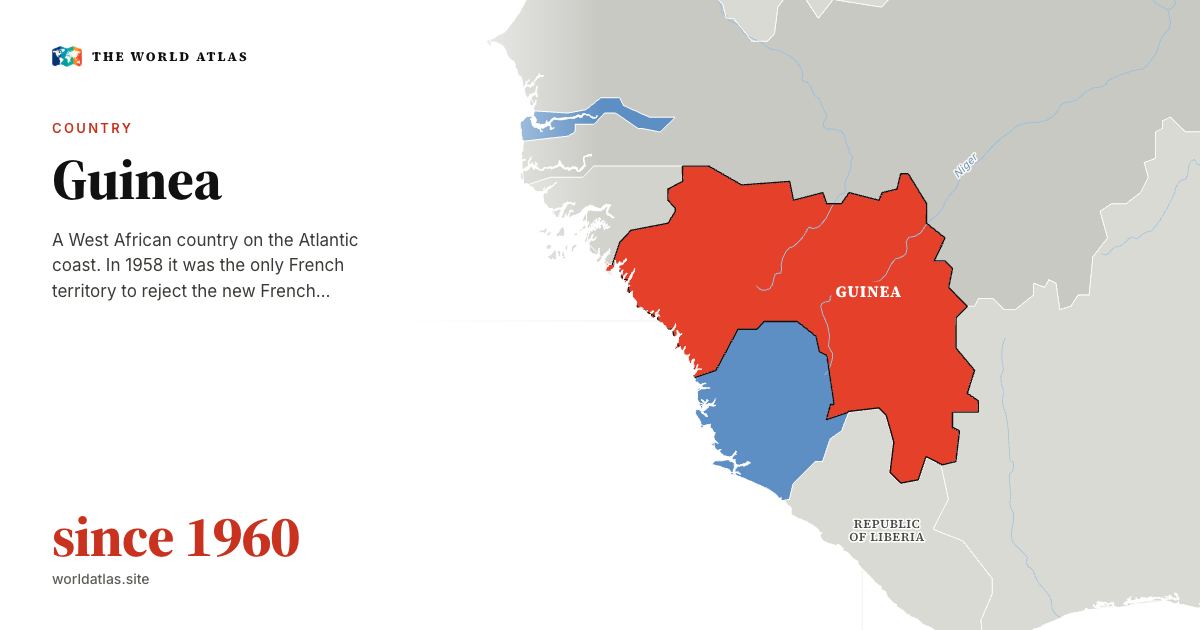 THE WORLD ATLAS
COUNTRY
Guinea
A West African country on the Atlantic
coast. In 1958 it was the only French
territory to reject the new French...
since 1960
worldatlas.site
Niger
GUINEA
REPUBLIC
OF LIBERIA